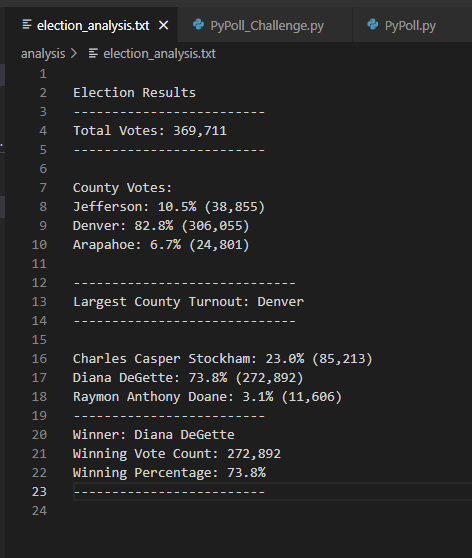 election_analysis.txt × PyPoll_Challenge.py PyPoll.py
analysis > election_analysis.txt
1
2 Election Results
3 -------------------------
4 Total Votes: 369,711
5 -------------------------
6
7 County Votes:
8 Jefferson: 10.5% (38,855)
9 Denver: 82.8% (306,055)
10 Arapahoe: 6.7% (24,801)
11
12 -----------------------------
13 Largest County Turnout: Denver
14 -----------------------------
15
16 Charles Casper Stockham: 23.0% (85,213)
17 Diana DeGette: 73.8% (272,892)
18 Raymon Anthony Doane: 3.1% (11,606)
19 -------------------------
20 Winner: Diana DeGette
21 Winning Vote Count: 272,892
22 Winning Percentage: 73.8%
23 -------------------------
24